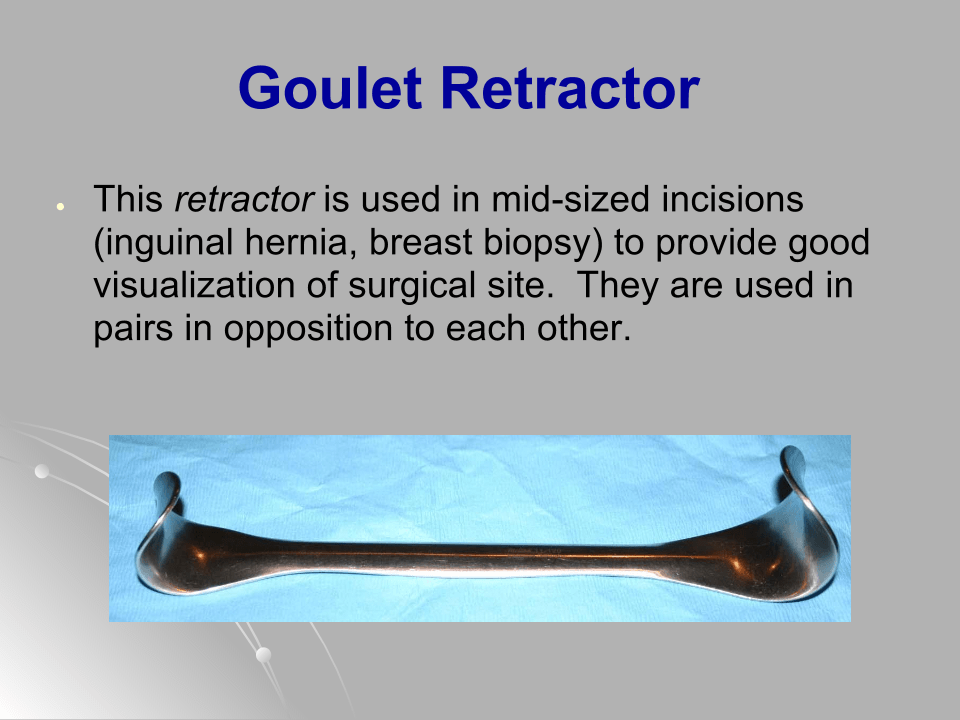 Goulet Retractor
● This retractor is used in mid-sized incisions
(inguinal hernia, breast biopsy) to provide good
visualization of surgical site.  They are used in
pairs in opposition to each other.